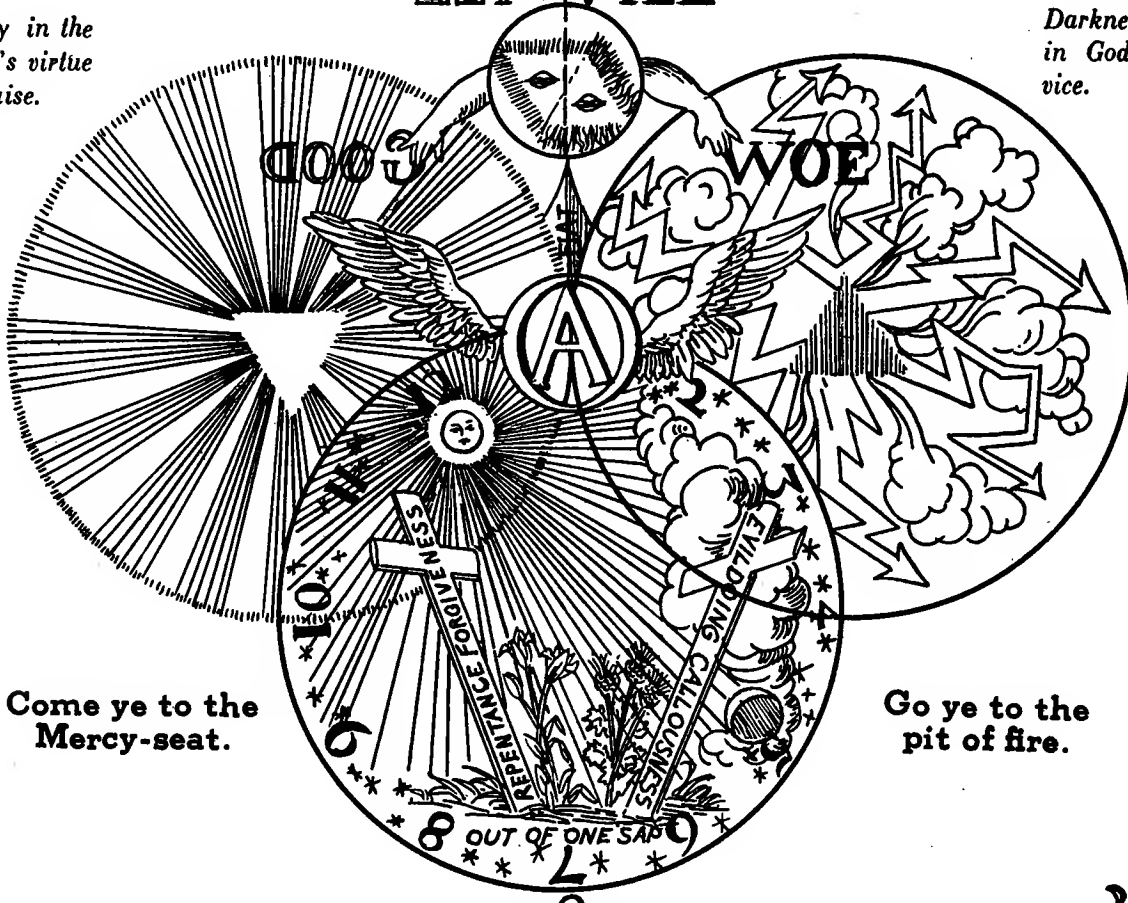 y in the
's virtue
ise.
Darkne
in God
vice.
GOOD
WOE
A O
1
2
11
3
10
4
9
8
7
6
REPENTANCE FORGIVENESS
EVILDOING CALLOUSNESS
OUT OF ONE SAP
Come ye to the
Mercy-seat.
Go ye to the
pit of fire.